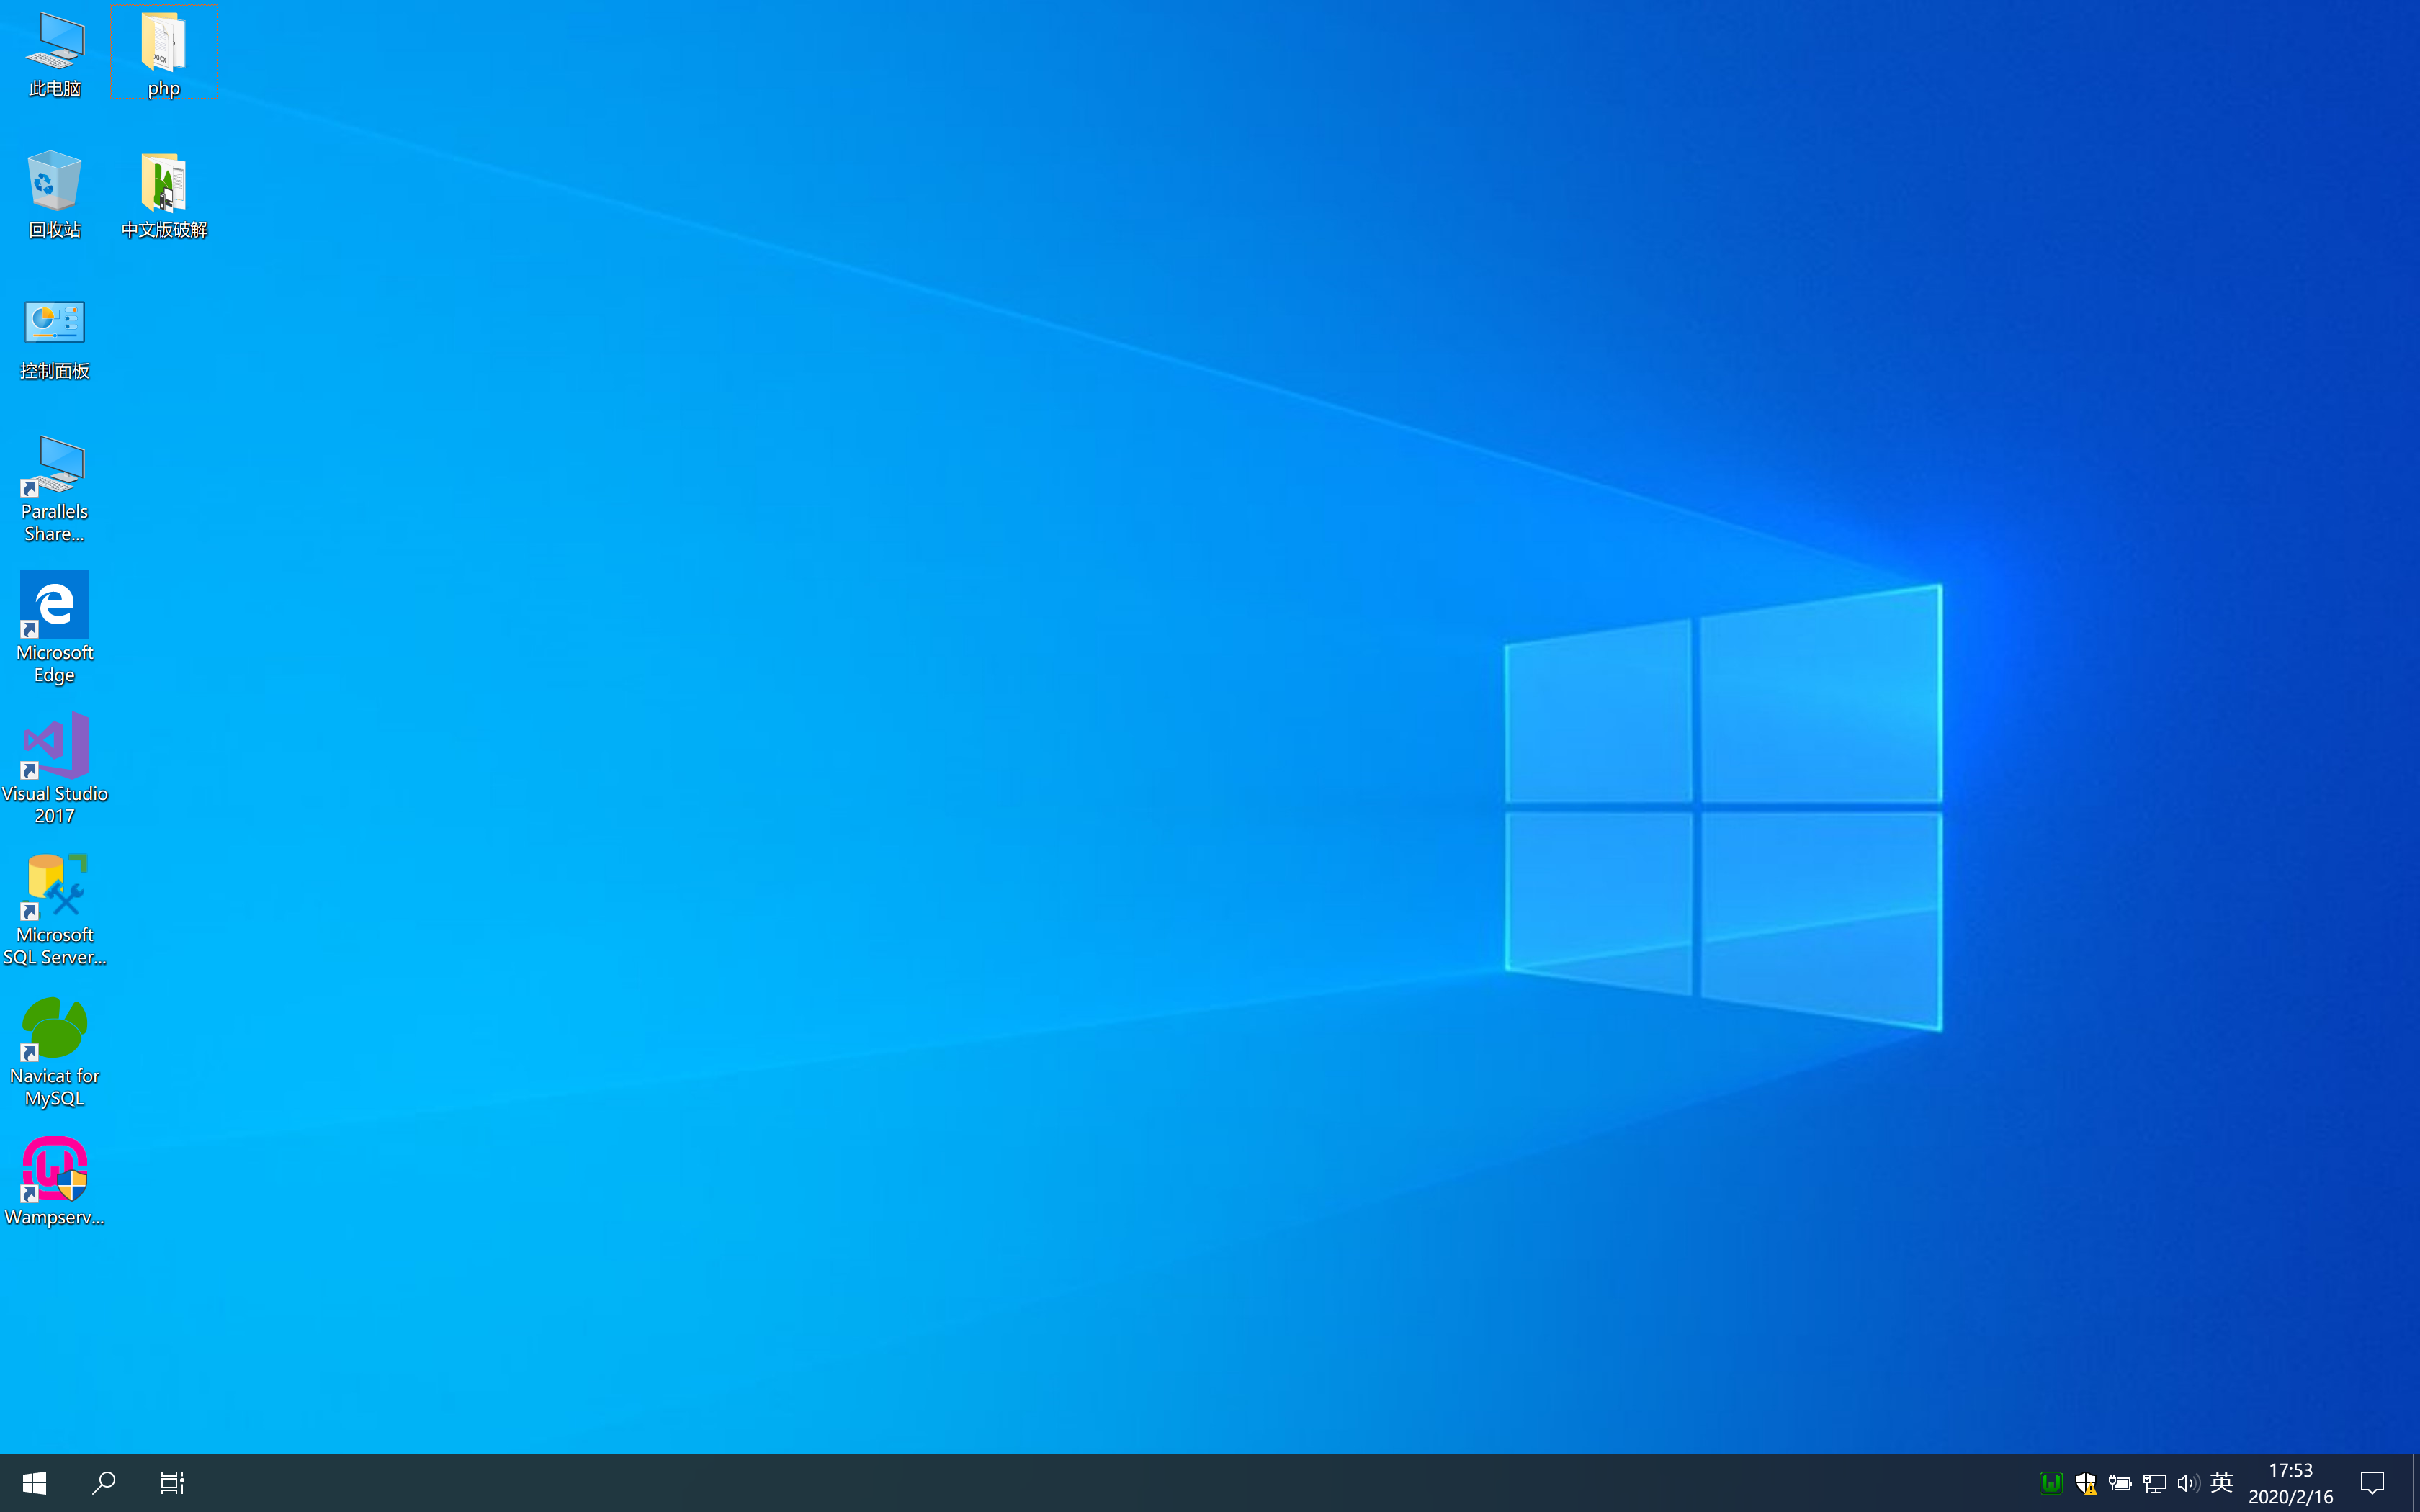 此电脑
php
回收站
中文版破解
控制面板
Parallels
Share...
Microsoft
Edge
Visual Studio
2017
Microsoft
SQL Server...
Navicat for
MySQL
Wampserv...
英
17:53
2020/2/16